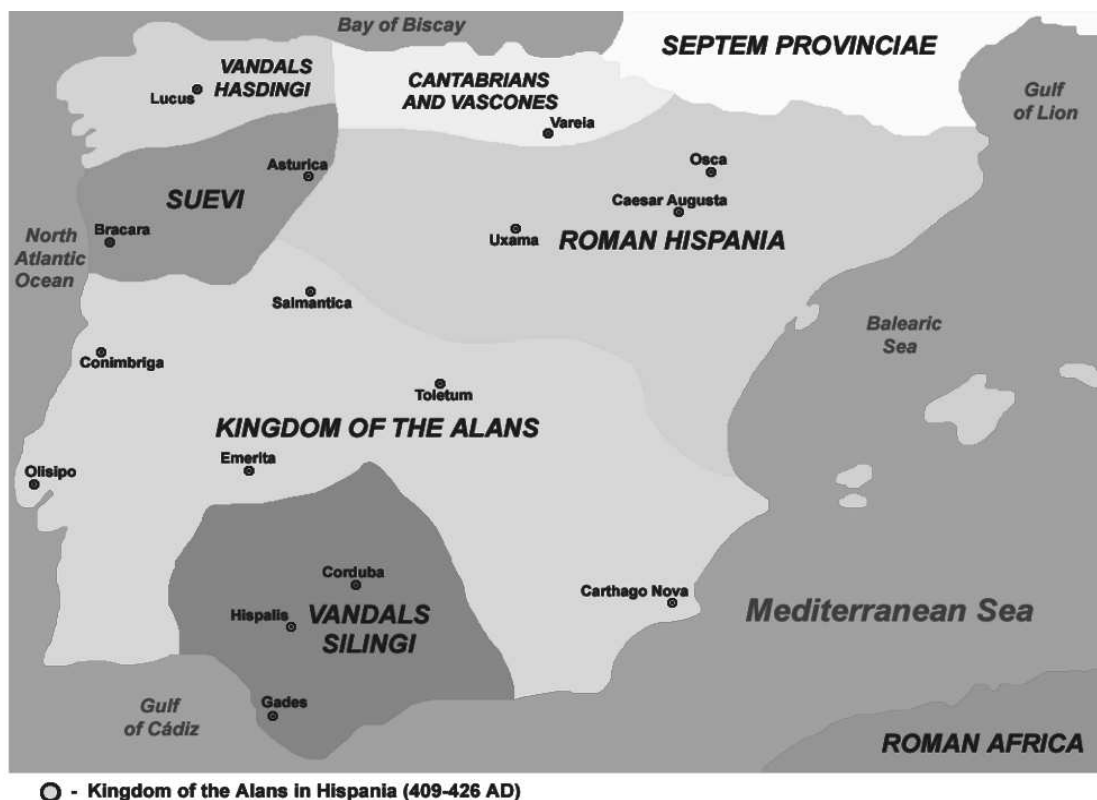 Bay of Biscay
SEPTEM PROVINCIAE
VANDALS
HASDINGI
Lucus
CANTABRIANS
AND VASCONES
Vareia
Gulf
of Lion
Asturica
SUEVI
Bracara
Osca
Caesar Augusta
Uxama
ROMAN HISPANIA
North
Atlantic
Ocean
Salmantica
Balearic
Sea
Conimbriga
Toletum
KINGDOM OF THE ALANS
Emerita
Olisipo
Corduba
Carthago Nova
Hispalis
VANDALS
SILINGI
Mediterranean Sea
Gades
Gulf
of Cádiz
ROMAN AFRICA
- Kingdom of the Alans in Hispania (409-426 AD)